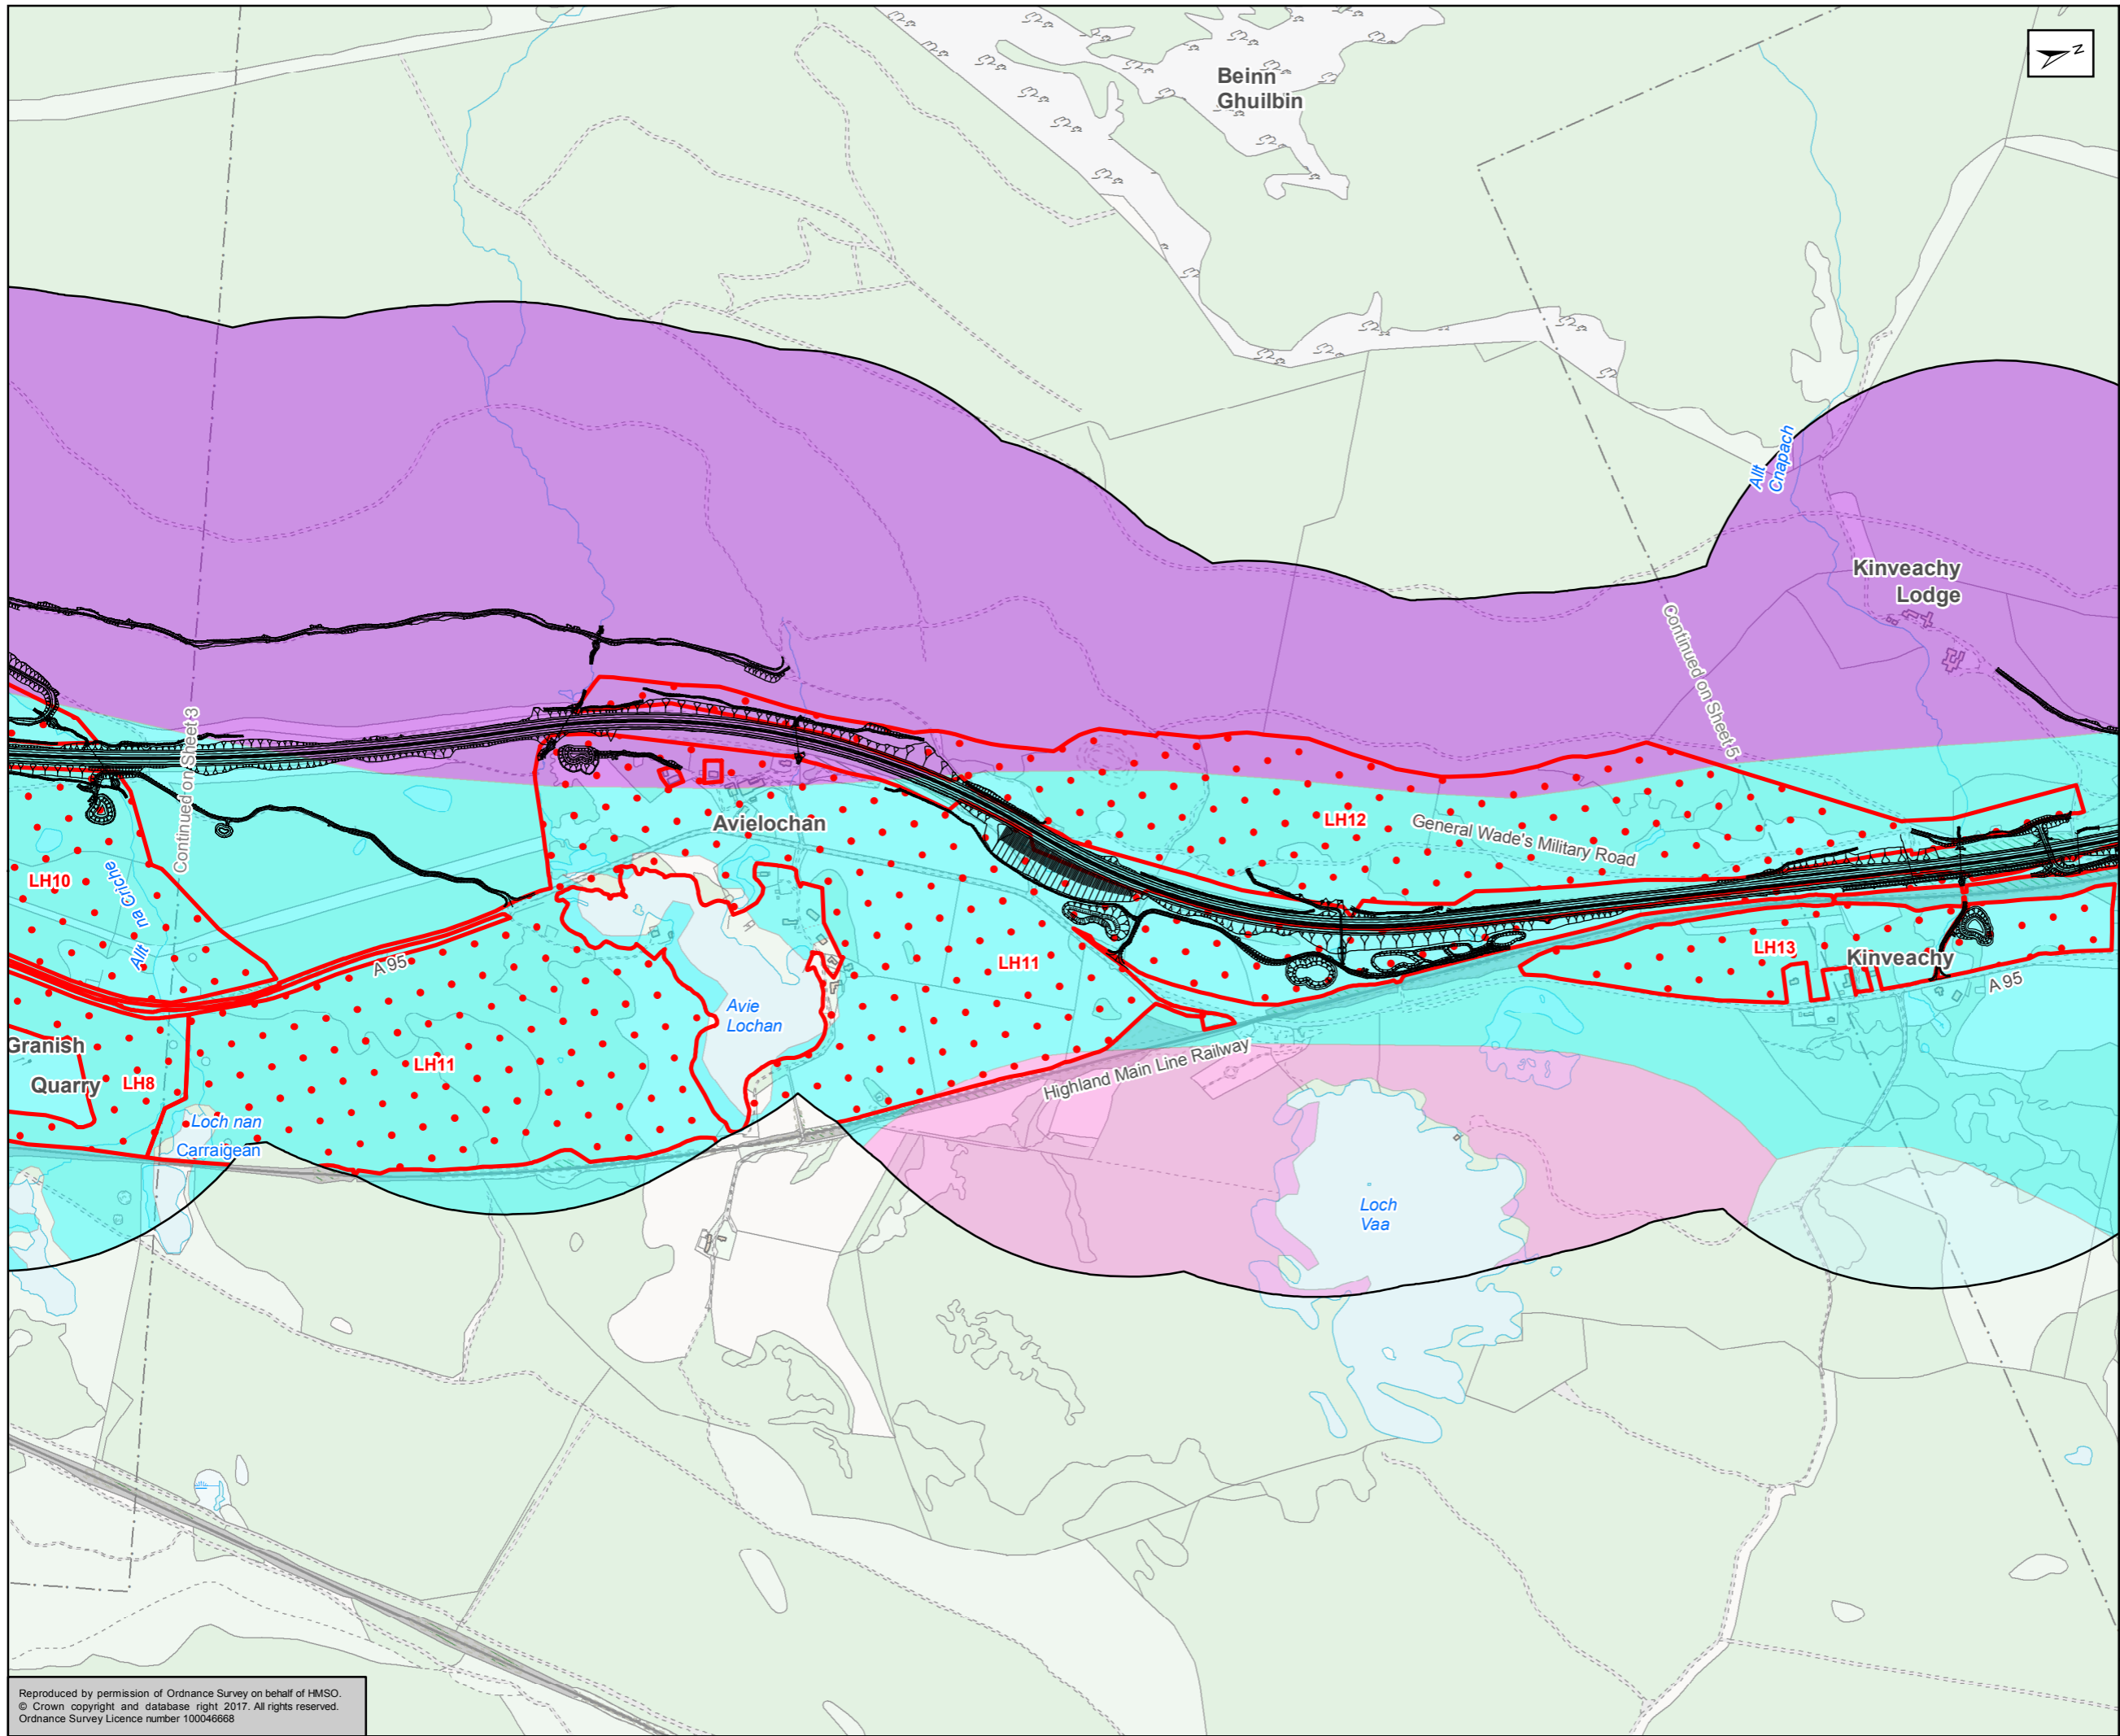 N
Beinn
Ghuilbin
Allt
Cnapach
Kinveachy
Lodge
Continued on Sheet 3
Continued on Sheet 5
Avielochan
LH12
General Wade's Military Road
LH10
Allt na Criche
A 95
LH11
LH13
Kinveachy
A 95
Avie
Lochan
Granish
Quarry
LH8
LH11
Highland Main Line Railway
Loch nan
Carraigean
Loch
Vaa
Reproduced by permission of Ordnance Survey on behalf of HMSO.
© Crown copyright and database right 2017. All rights reserved.
Ordnance Survey Licence number 100046668